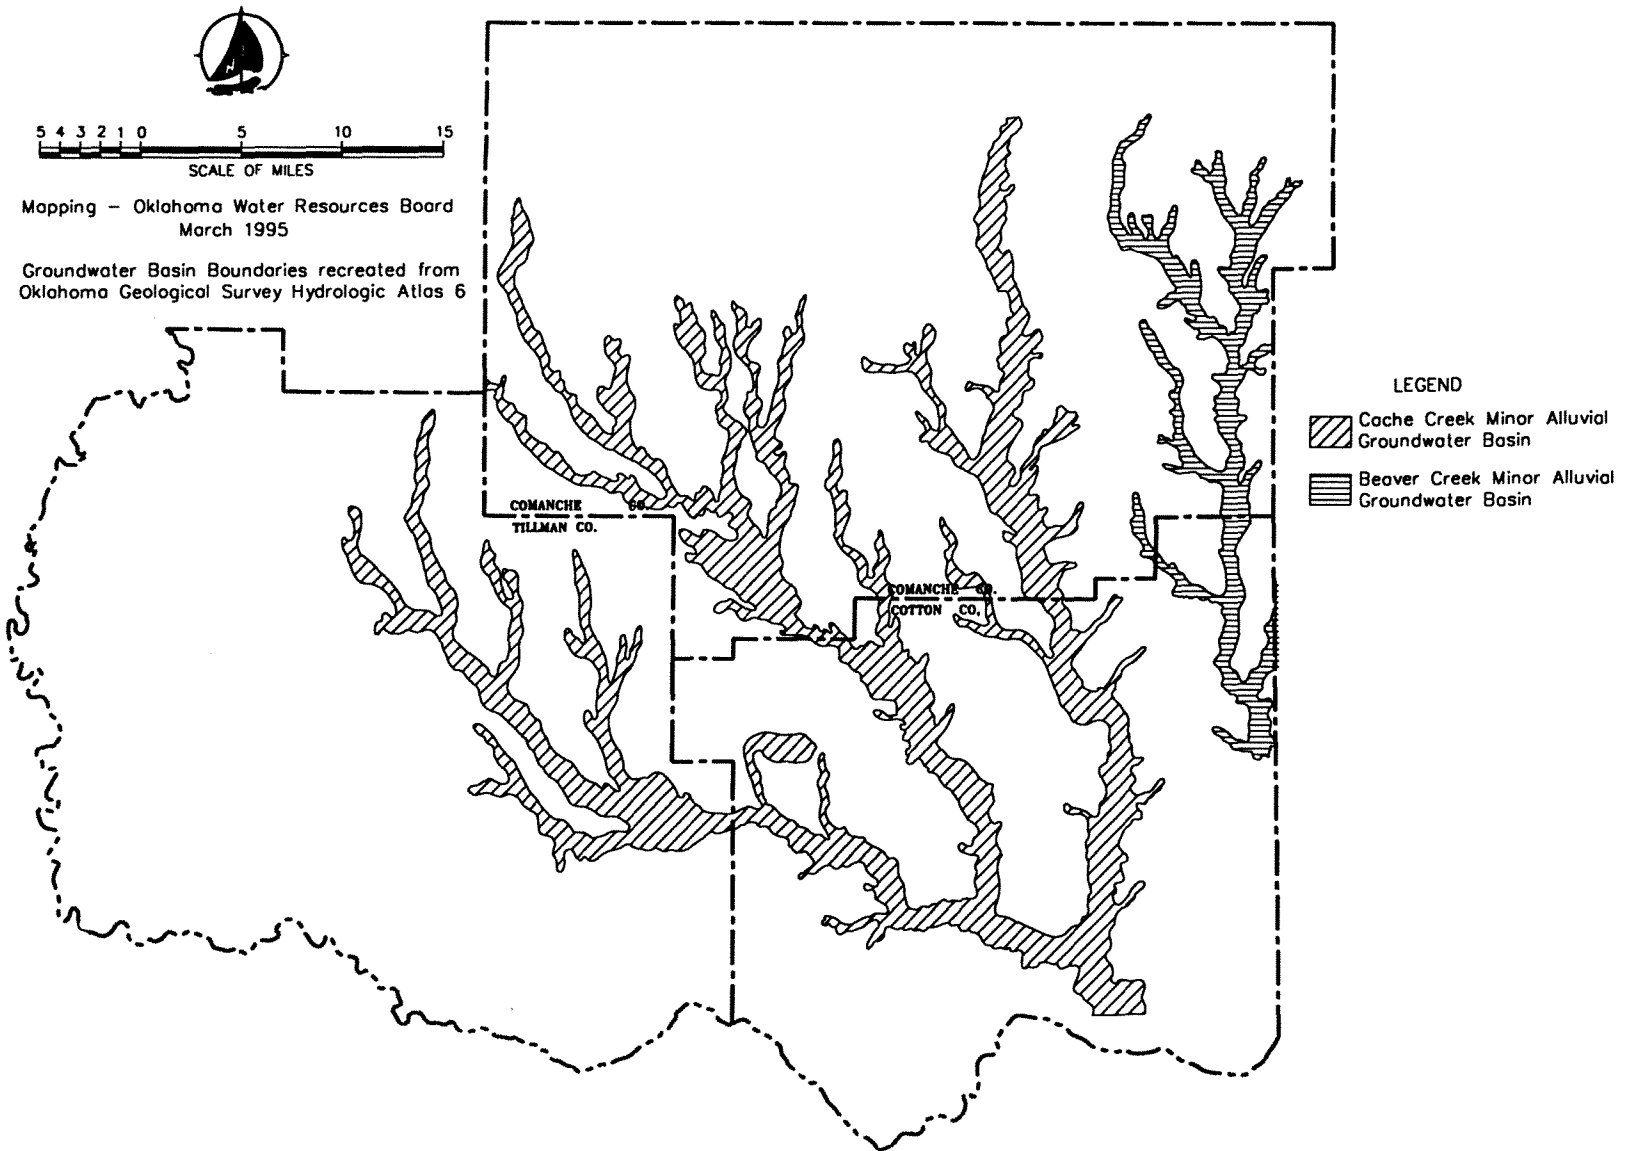 N
5 4 3 2 1 0 5 10 15
SCALE OF MILES
Mapping – Oklahoma Water Resources Board
March 1995
Groundwater Basin Boundaries recreated from
Oklahoma Geological Survey Hydrologic Atlas 6
LEGEND
Cache Creek Minor Alluvial
Groundwater Basin
Beaver Creek Minor Alluvial
Groundwater Basin
COMANCHE CO.
TILLMAN CO.
COMANCHE CO.
COTTON CO.